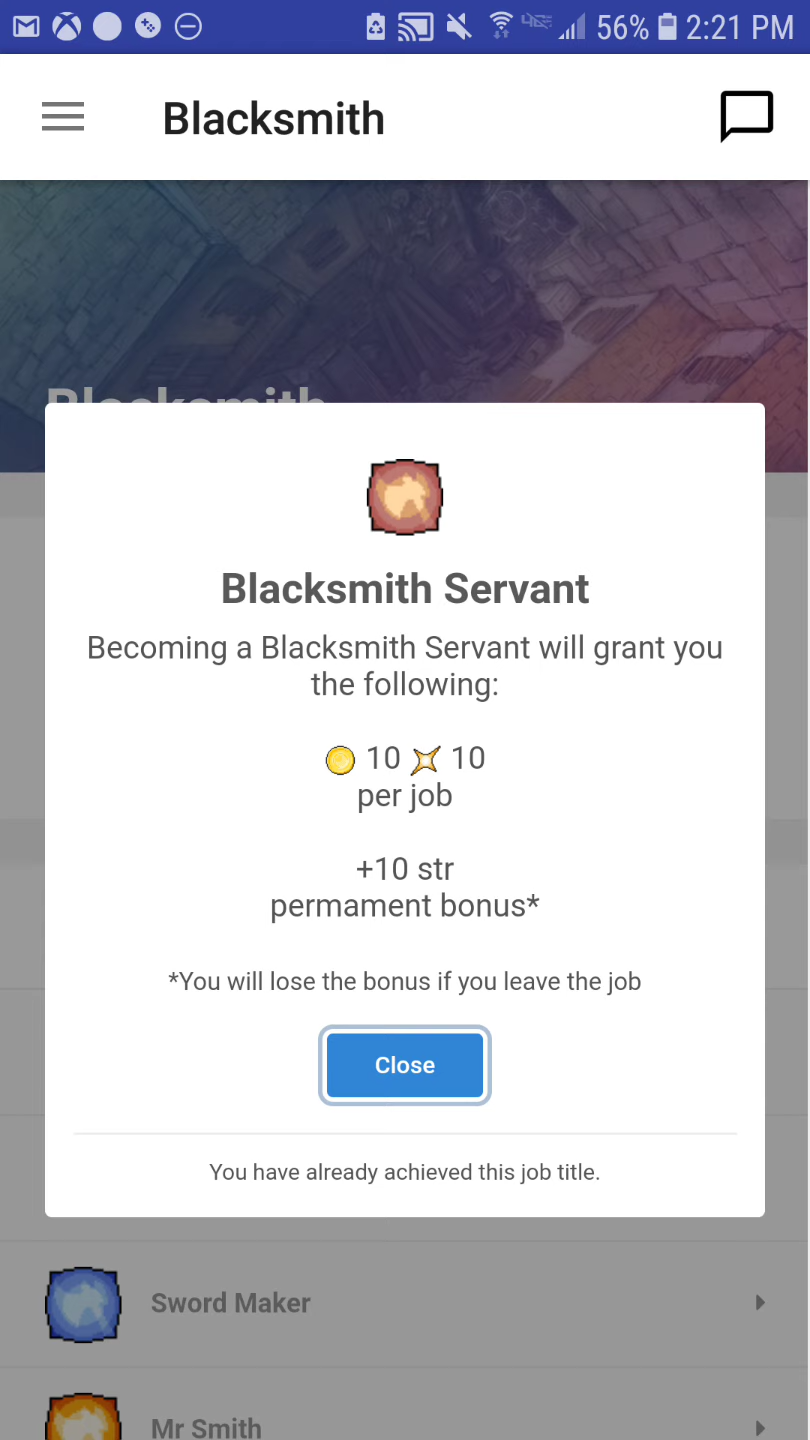 56% 2:21 PM
Blacksmith
Blacksmith
Blacksmith Servant
Becoming a Blacksmith Servant will grant you
the following:
10 10
per job
+10 str
permament bonus*
*You will lose the bonus if you leave the job
Close
You have already achieved this job title.
Sword Maker
Mr Smith